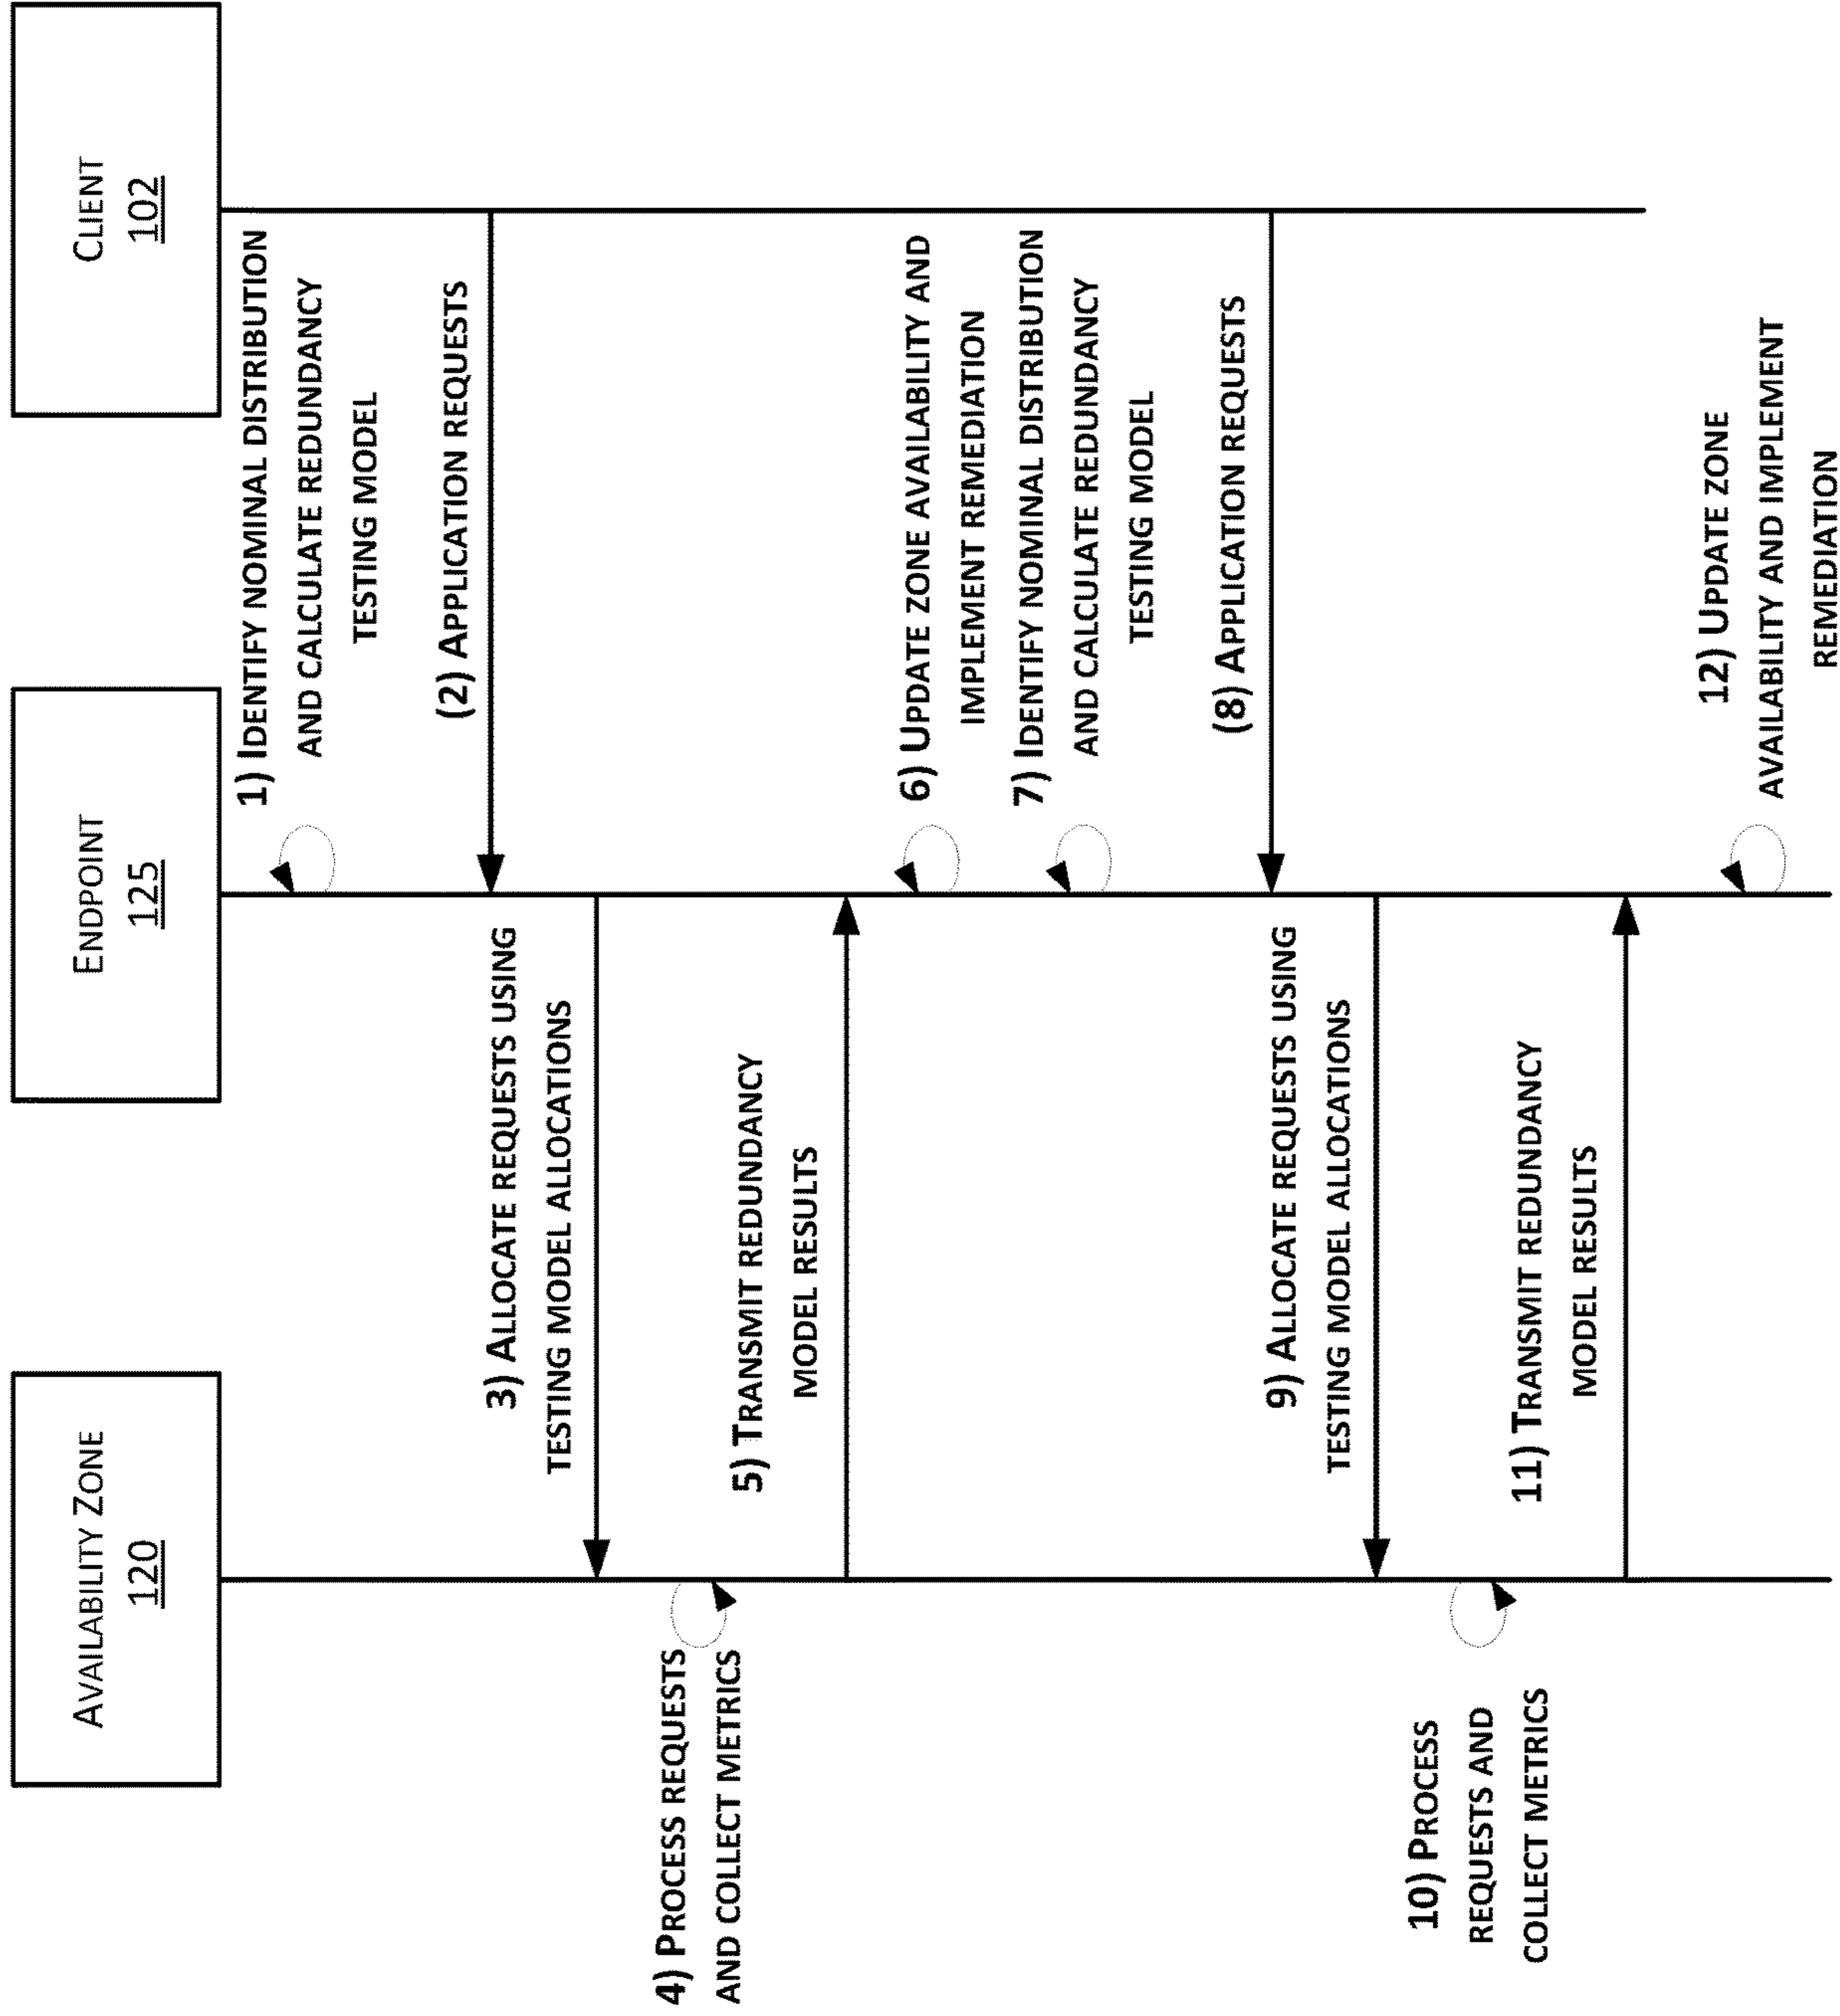 CLIENT
102
ENDPOINT
125
AVAILABILITY ZONE
120
1) IDENTIFY NOMINAL DISTRIBUTION
AND CALCULATE REDUNDANCY
TESTING MODEL
(2) APPLICATION REQUESTS
3) ALLOCATE REQUESTS USING
TESTING MODEL ALLOCATIONS
4) PROCESS REQUESTS
AND COLLECT METRICS
5) TRANSMIT REDUNDANCY
MODEL RESULTS
6) UPDATE ZONE AVAILABILITY AND
IMPLEMENT REMEDIATION
7) IDENTIFY NOMINAL DISTRIBUTION
AND CALCULATE REDUNDANCY
TESTING MODEL
(8) APPLICATION REQUESTS
9) ALLOCATE REQUESTS USING
TESTING MODEL ALLOCATIONS
10) PROCESS
REQUESTS AND
COLLECT METRICS
11) TRANSMIT REDUNDANCY
MODEL RESULTS
12) UPDATE ZONE
AVAILABILITY AND IMPLEMENT
REMEDIATION